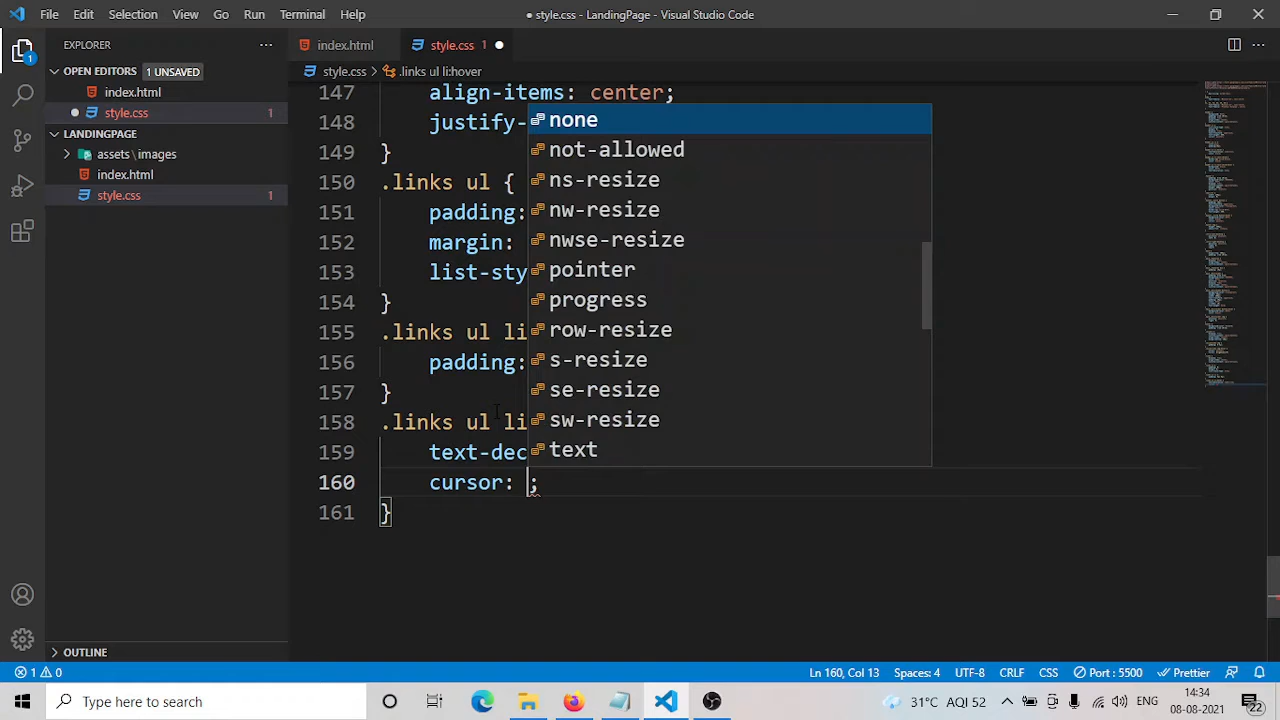 File Edit Selection View Go Run Terminal Help
● style.css - LandingPage - Visual Studio Code
EXPLORER
OPEN EDITORS 1 UNSAVED
index.html
style.css 1
LANDINGPAGE
assets \ images
index.html
style.css 1
OUTLINE
1
index.html
style.css 1
style.css > .links ul li:hover
147 align-items: center;
148 justify-
149 }
150 .links ul {
151 padding:
152 margin:
153 list-sty
154 }
155 .links ul li
156 padding:
157 }
158 .links ul li
159 text-dec
160 cursor: ;
161 }
none
not-allowed
ns-resize
nw-resize
nwse-resize
pointer
progress
row-resize
s-resize
se-resize
sw-resize
text
1 0
Ln 160, Col 13 Spaces: 4 UTF-8 CRLF CSS Port : 5500 Prettier
Type here to search
31°C AQI 52
14:34
08-08-2021
22